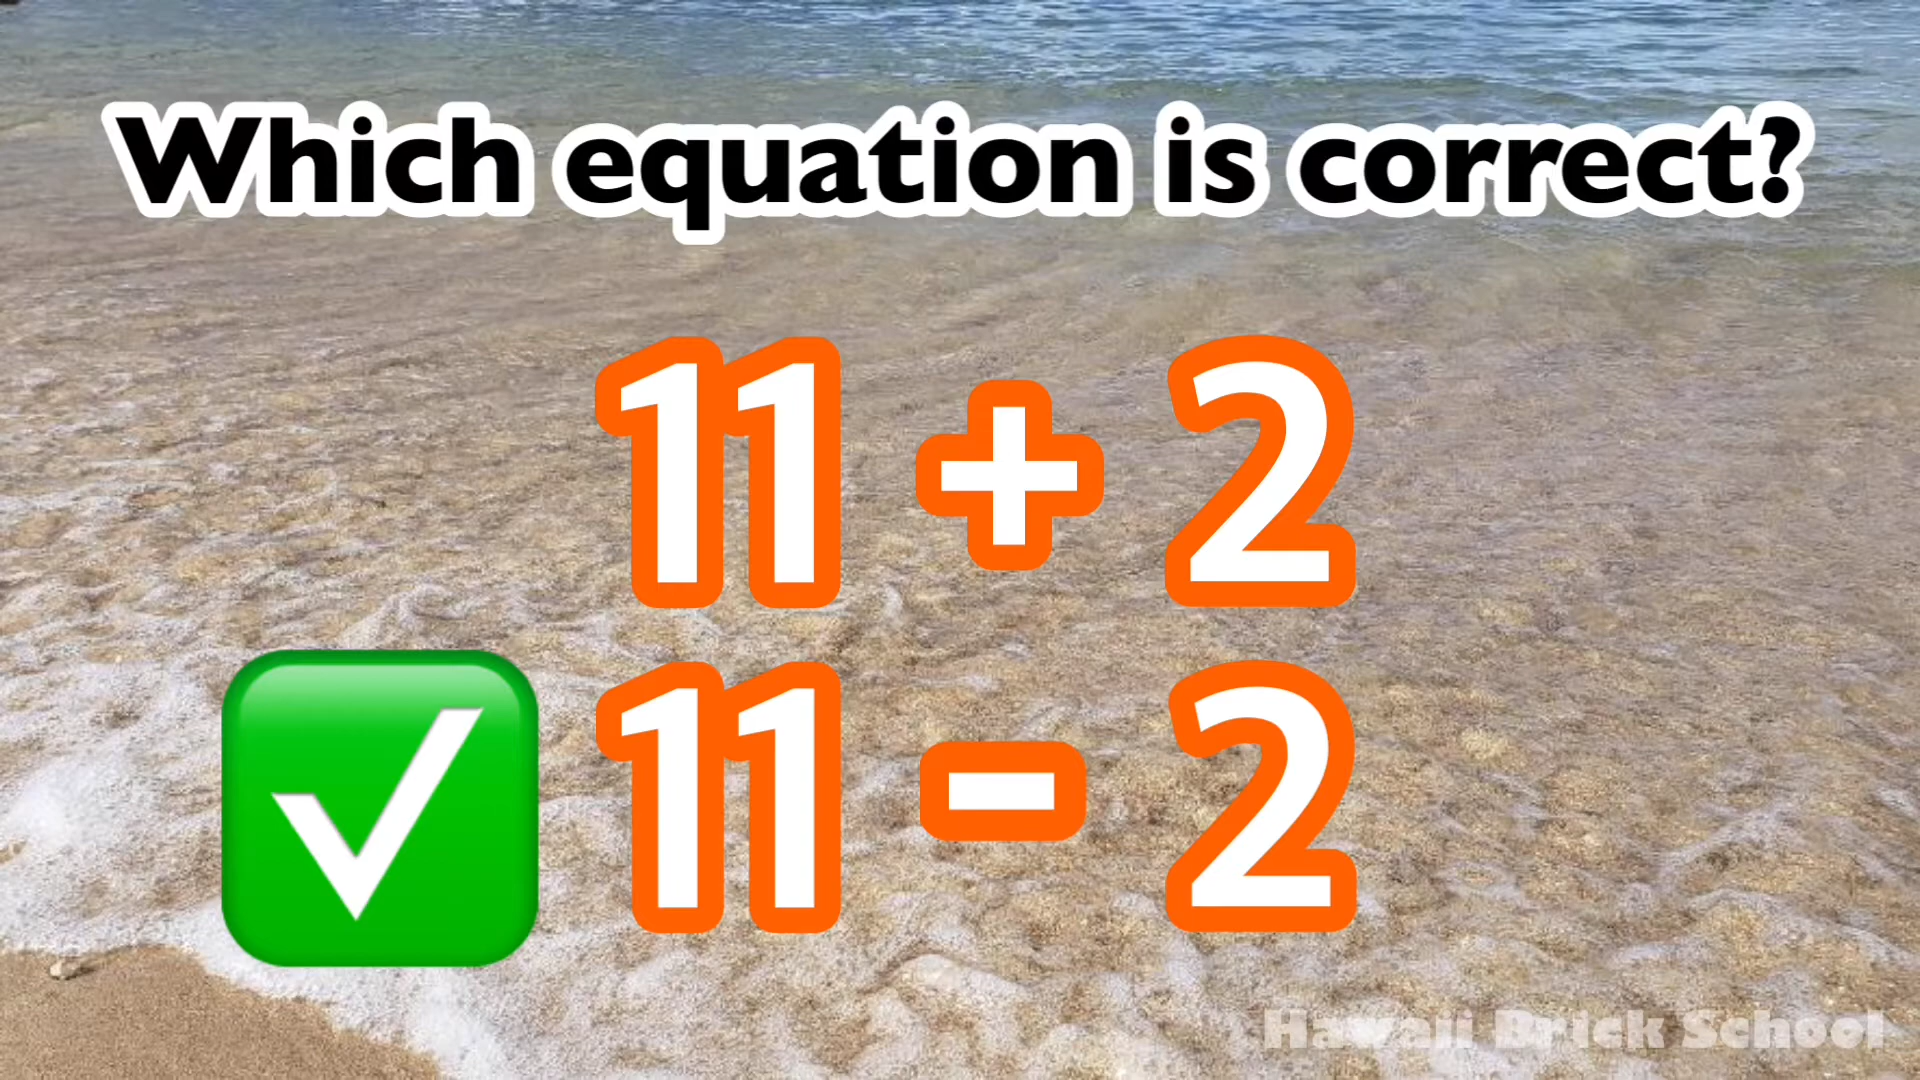 Which equation is correct?
11 + 2
✅ 11 - 2
Hawaii Brick School